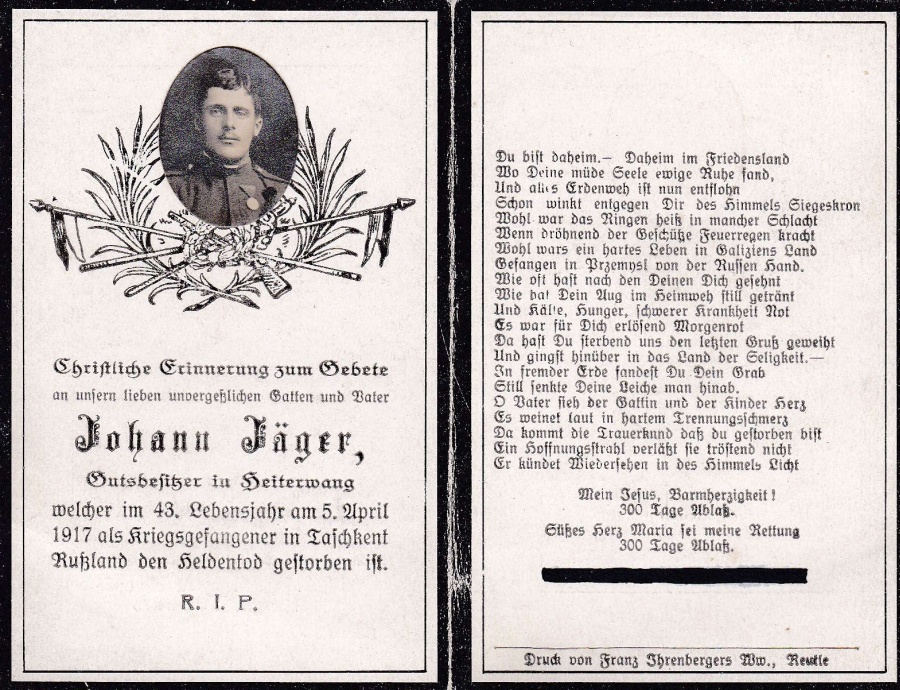 Christliche Erinnerung zum Gebete
an unsern lieben unvergeßlichen Gatten und Vater
Johann Jäger,
Gutsbesitzer in Heiterwang
welcher im 43. Lebensjahr am 5. April
1917 als Kriegsgefangener in Taschkent
Rußland den Heldentod gestorben ist.
R. I. P.
Du bist daheim.— Daheim im Friedensland
Wo Deine müde Seele ewige Ruhe fand,
Und alles Erdenweh ist nun entflohn
Schon winkt entgegen Dir des Himmels Siegeskron
Wohl war das Ringen heiß in mancher Schlacht
Wenn dröhnend der Geschütze Feuerregen kracht
Wohl wars ein hartes Leben in Galiziens Land
Gefangen in Przemysl von der Russen Hand.
Wie oft hast nach den Deinen Dich gesehnt
Wie hat Dein Aug im Heimweh still getränt
Und Kälte, Hunger, schwerer Krankheit Not
Es war für Dich erlösend Morgenrot
Da hast Du sterbend uns den letzten Gruß geweiht
Und gingst hinüber in das Land der Seligkeit.—
In fremder Erde fandest Du Dein Grab
Still senkte Deine Leiche man hinab.
O Vater sieh der Gattin und der Kinder Herz
Es weinet laut in hartem Trennungsschmerz
Da kommt die Trauerkund daß du gestorben bist
Ein Hoffnungsstrahl verläßt sie tröstend nicht
Er kündet Wiedersehen in des Himmels Licht
Mein Jesus, Barmherzigkeit!
300 Tage Ablaß.
Süßes Herz Maria sei meine Rettung
300 Tage Ablaß.
Druck von Franz Ihrenbergers Ww., Reutte